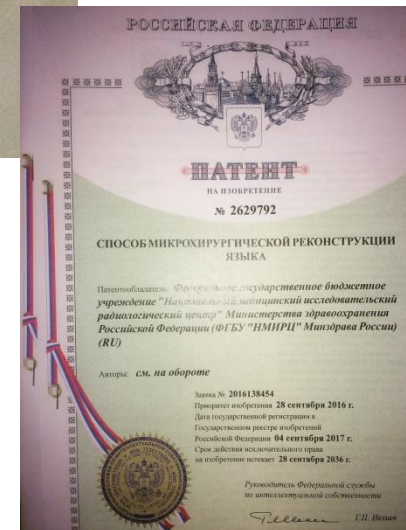 РОССИЙСКАЯ ФЕДЕРАЦИЯ
ПАТЕНТ
НА ИЗОБРЕТЕНИЕ
№ 2629792
СПОСОБ МИКРОХИРУРГИЧЕСКОЙ РЕКОНСТРУКЦИИ
ЯЗЫКА
Патентообладатель: Федеральное государственное бюджетное
учреждение "Национальный медицинский исследовательский
радиологический центр" Министерства здравоохранения
Российской Федерации (ФГБУ "НМИРЦ" Минздрава России)
(RU)
Авторы: см. на обороте
Заявка № 2016138454
Приоритет изобретения 28 сентября 2016 г.
Дата государственной регистрации в
Государственном реестре изобретений
Российской Федерации 04 сентября 2017 г.
Срок действия исключительного права
на изобретение истекает 28 сентября 2036 г.
Руководитель Федеральной службы
по интеллектуальной собственности
Г.П. Ивлиев